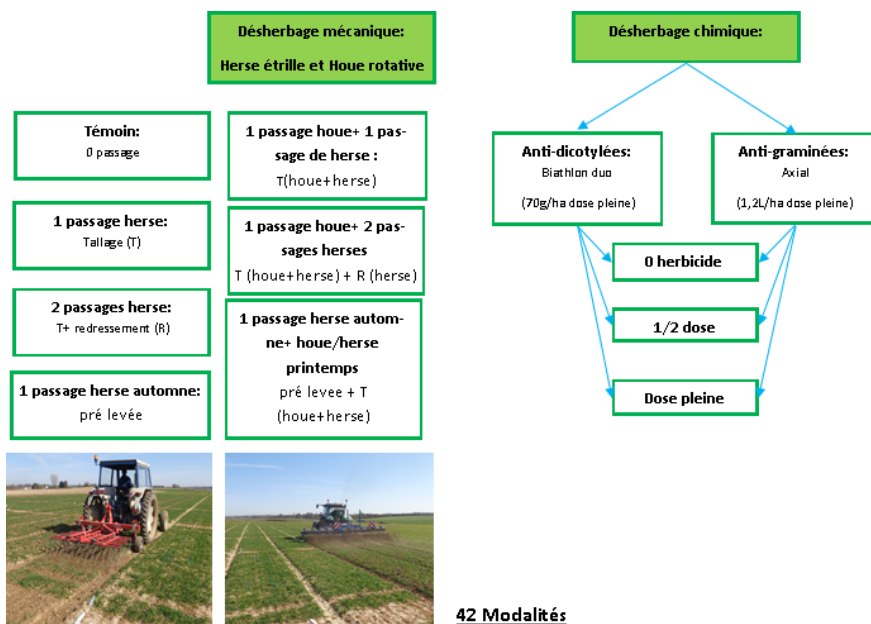 Désherbage mécanique:
Herse étrille et Houe rotative
Témoin:
0 passage
1 passage herse:
Tallage (T)
2 passages herse:
T+ redressement (R)
1 passage herse automne:
pré levée
1 passage houe+ 1 pas-
sage de herse :
T(houe+herse)
1 passage houe+ 2 pas-
sages herses
T (houe+herse) + R (herse)
1 passage herse autom-
ne+ houe/herse
printemps
pré levee + T
(houe+herse)
Désherbage chimique:
Anti-dicotylées:
Biathlon duo
(70g/ha dose pleine)
Anti-graminées:
Axial
(1,2L/ha dose pleine)
0 herbicide
1/2 dose
Dose pleine
42 Modalités